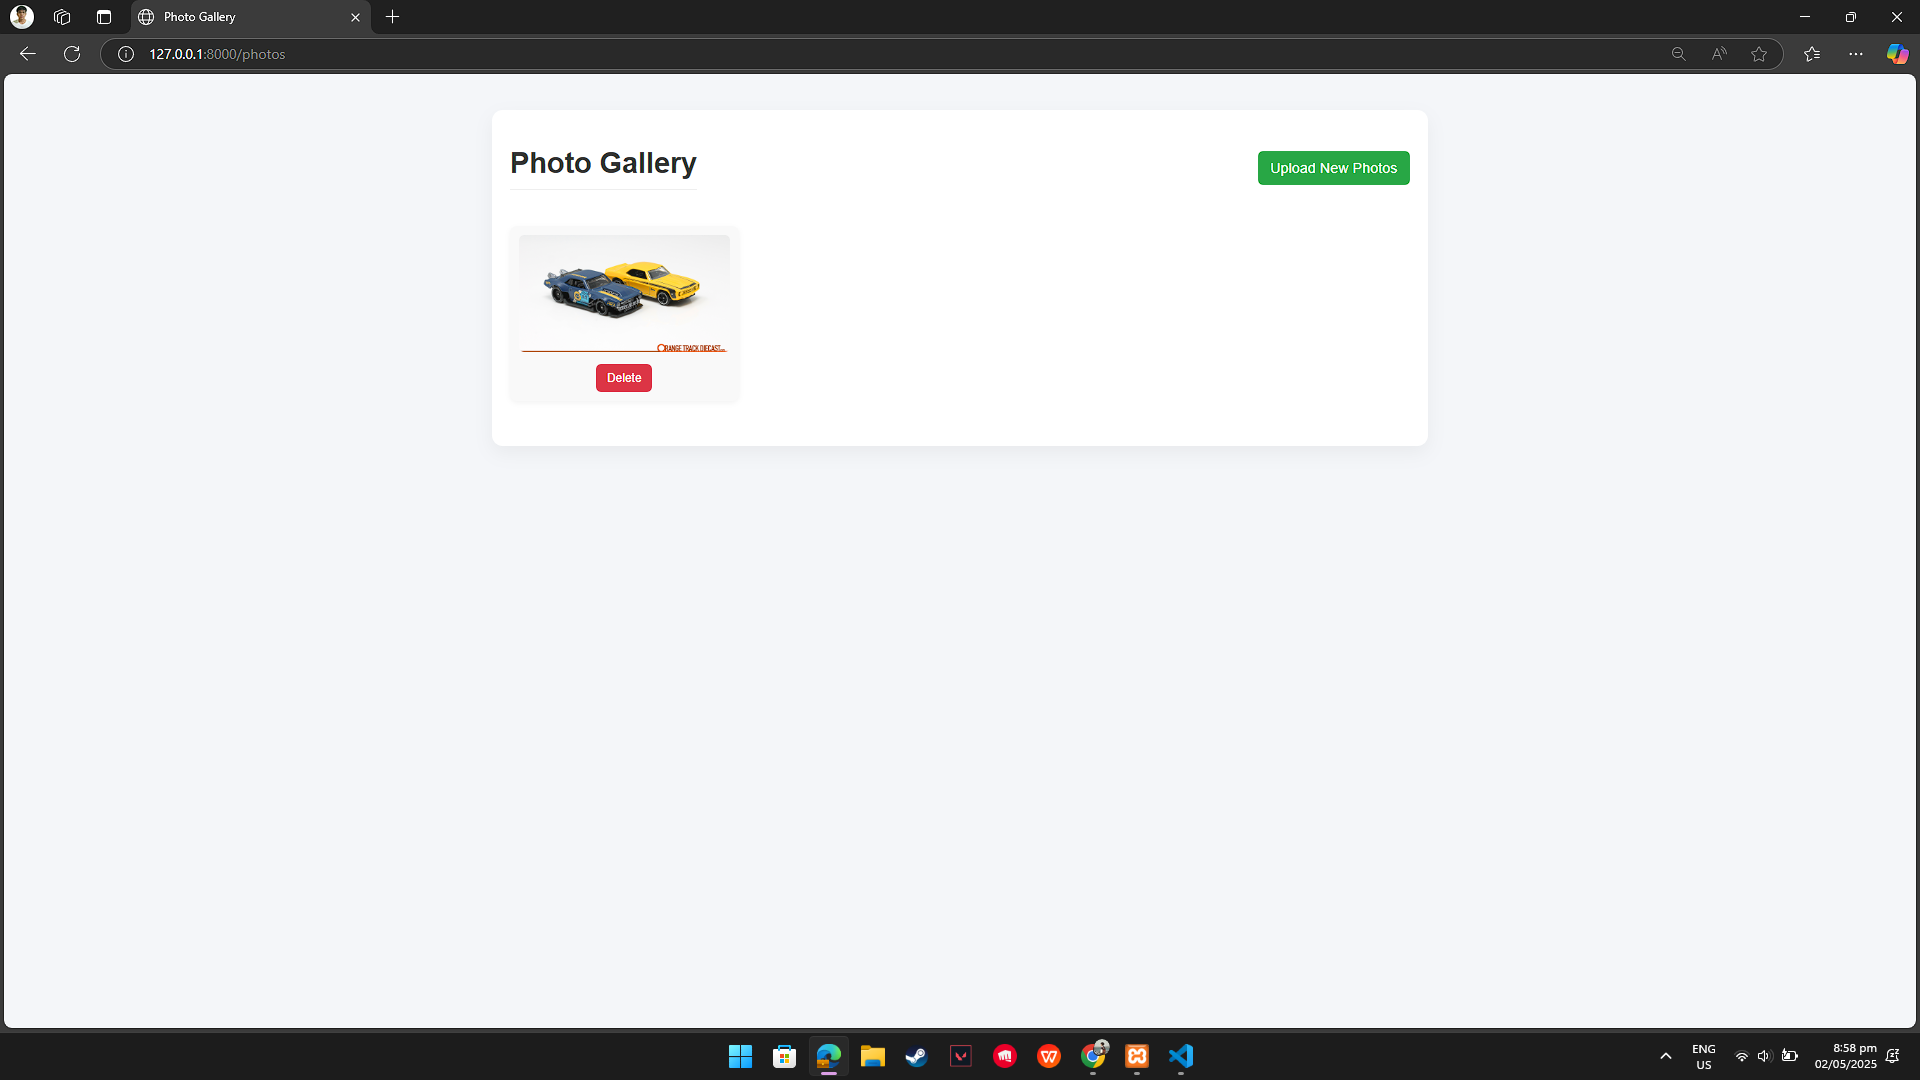 Photo Gallery
127.0.0.1:8000/photos
Photo Gallery
Upload New Photos
RANGE TRACK DIECAST
Delete
ENG
US
8:58 pm
02/05/2025